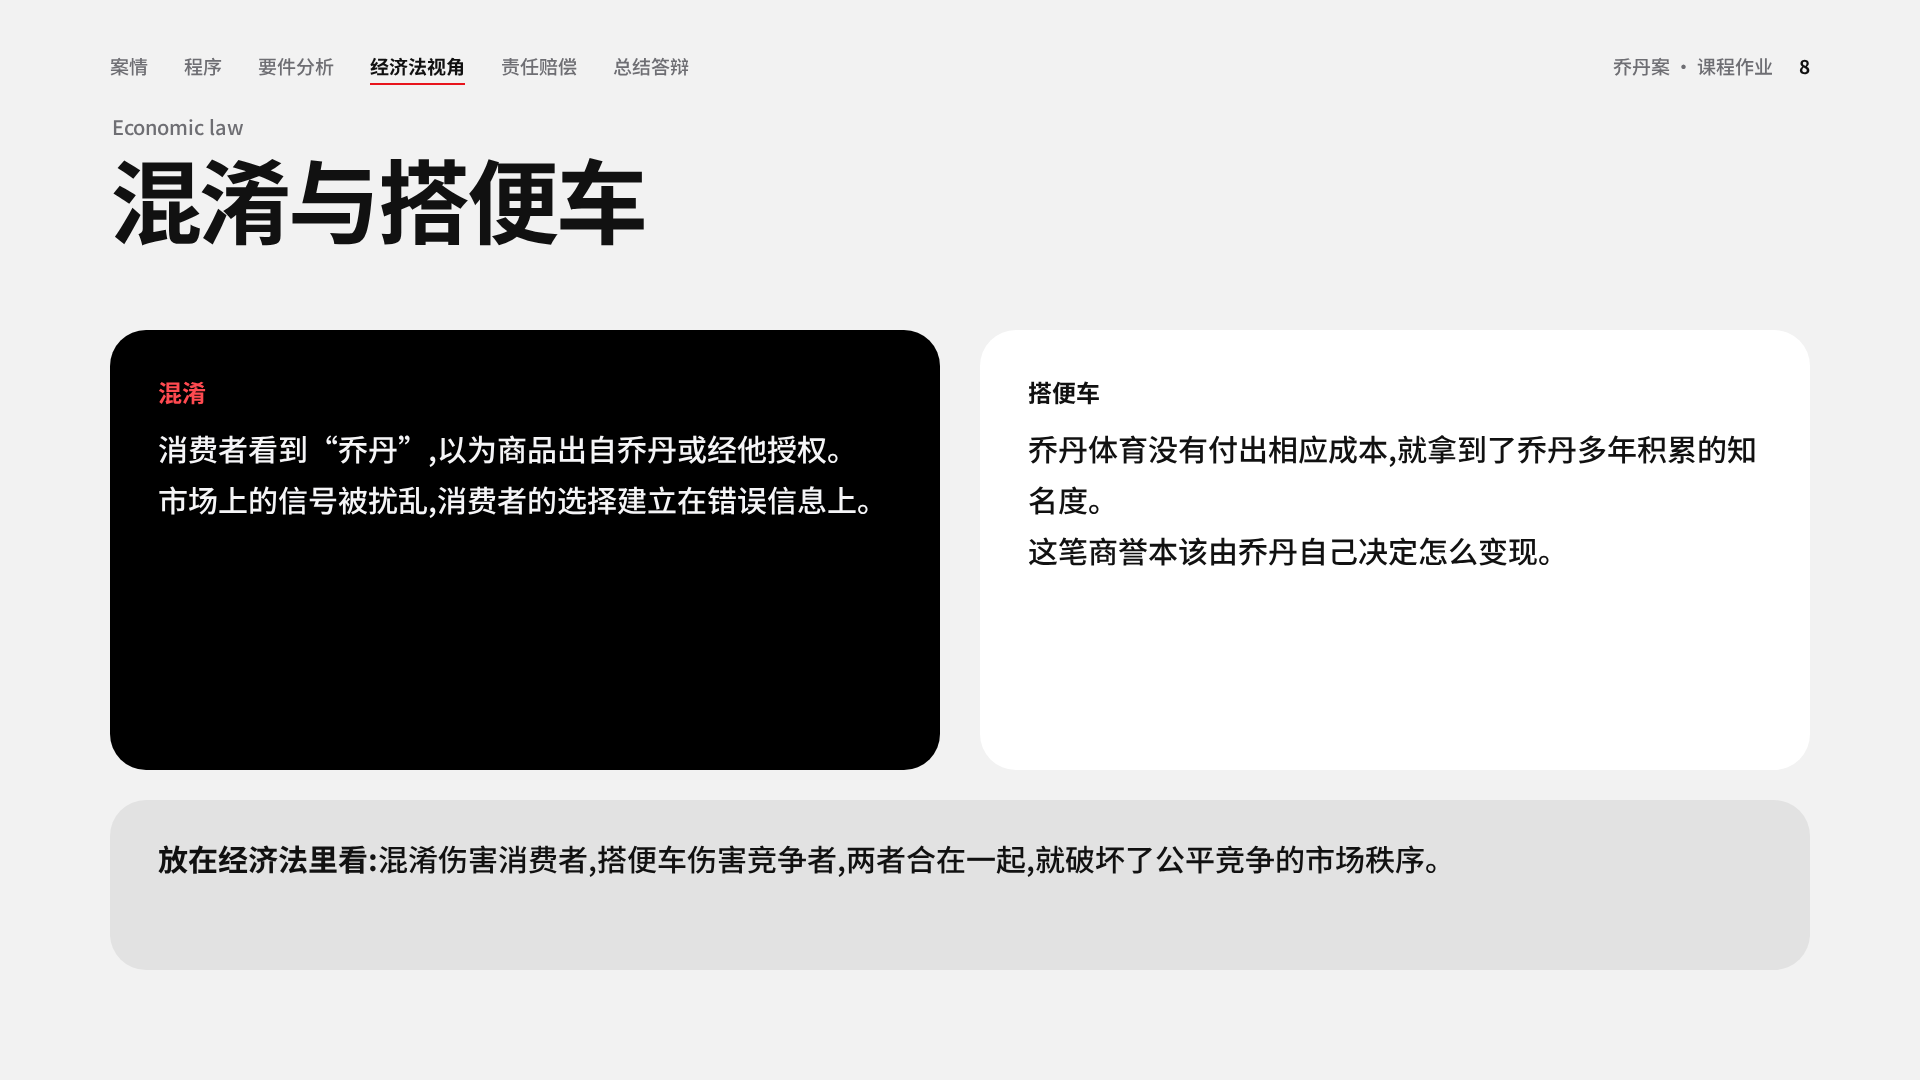 案情 程序 要件分析 经济法视角 责任赔偿 总结答辩 乔丹案 · 课程作业 8
Economic law
混淆与搭便车
混淆
消费者看到“乔丹”,以为商品出自乔丹或经他授权。
市场上的信号被扰乱,消费者的选择建立在错误信息上。
搭便车
乔丹体育没有付出相应成本,就拿到了乔丹多年积累的知
名度。
这笔商誉本该由乔丹自己决定怎么变现。
放在经济法里看:混淆伤害消费者,搭便车伤害竞争者,两者合在一起,就破坏了公平竞争的市场秩序。